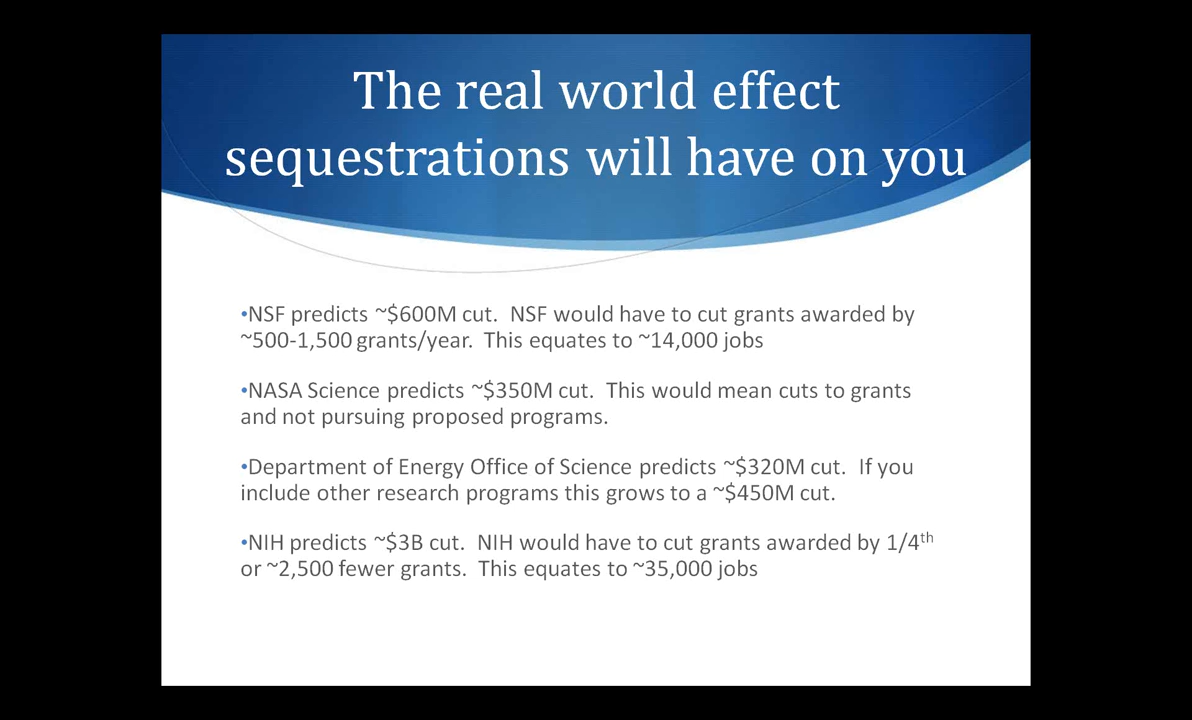 The real world effect
sequestrations will have on you
•NSF predicts ~$600M cut.  NSF would have to cut grants awarded by
~500-1,500 grants/year.  This equates to ~14,000 jobs
•NASA Science predicts ~$350M cut.  This would mean cuts to grants
and not pursuing proposed programs.
•Department of Energy Office of Science predicts ~$320M cut.  If you
include other research programs this grows to a ~$450M cut.
•NIH predicts ~$3B cut.  NIH would have to cut grants awarded by 1/4th
or ~2,500 fewer grants.  This equates to ~35,000 jobs